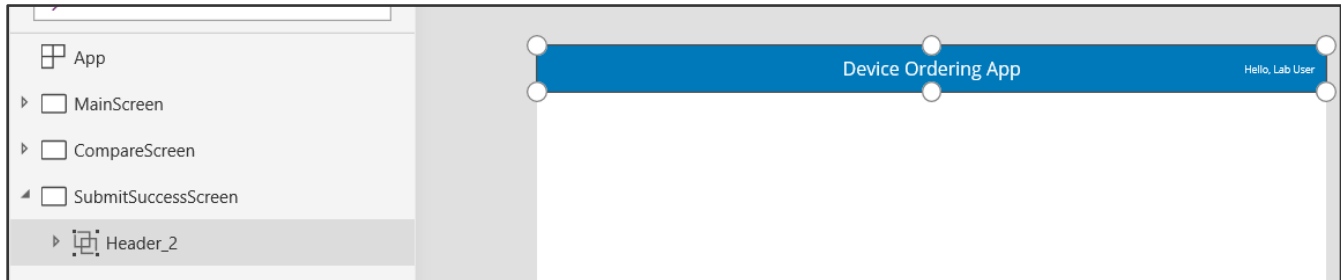 App
MainScreen
CompareScreen
SubmitSuccessScreen
Header_2
Device Ordering App
Hello, Lab User